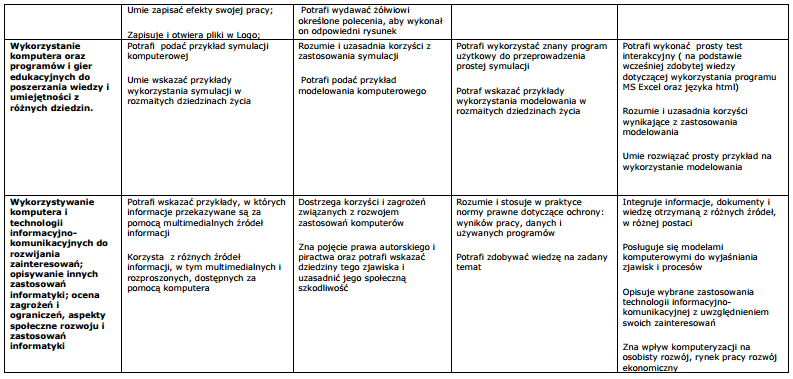 Umie zapisać efekty swojej pracy;
Zapisuje i otwiera pliki w Logo;
Potrafi wydawać żółwiowi
określone polecenia, aby wykonał
on odpowiedni rysunek
Wykorzystanie
komputera oraz
programów i gier
edukacyjnych do
poszerzania wiedzy i
umiejętności z
różnych dziedzin.
Potrafi podać przykład symulacji
komputerowej
Umie wskazać przykłady
wykorzystania symulacji w
rozmaitych dziedzinach życia
Rozumie i uzasadnia korzyści z
zastosowania symulacji
Potrafi podać przykład
modelowania komputerowego
Potrafi wykorzystać znany program
użytkowy do przeprowadzenia
prostej symulacji
Potraf wskazać przykłady
wykorzystania modelowania w
rozmaitych dziedzinach życia
Potrafi wykonać prosty test
interakcyjny ( na podstawie
wcześniej zdobytej wiedzy
dotyczącej wykorzystania programu
MS Excel oraz języka html)
Rozumie i uzasadnia korzyści
wynikające z zastosowania
modelowania
Umie rozwiązać prosty przykład na
wykorzystanie modelowania
Wykorzystywanie
komputera i
technologii
informacyjno-
komunikacyjnych do
rozwijania
zainteresowań;
opisywanie innych
zastosowań
informatyki; ocena
zagrożeń i
ograniczeń, aspekty
społeczne rozwoju i
zastosowań
informatyki
Potrafi wskazać przykłady, w których
informacje przekazywane są za
pomocą multimedialnych źródeł
informacji
Korzysta z różnych źródeł
informacji, w tym multimedialnych i
rozproszonych, dostępnych za
pomocą komputera
Dostrzega korzyści i zagrożeń
związanych z rozwojem
zastosowań komputerów
Zna pojęcie prawa autorskiego i
piractwa oraz potrafi wskazać
dziedziny tego zjawiska i
uzasadnić jego społeczną
szkodliwość
Rozumie i stosuje w praktyce
normy prawne dotyczące ochrony:
wyników pracy, danych i
używanych programów
Potrafi zdobywać wiedzę na zadany
temat
Integruje informacje, dokumenty i
wiedzę otrzymaną z różnych źródeł,
w różnej postaci
Posługuje się modelami
komputerowymi do wyjaśniania
zjawisk i procesów
Opisuje wybrane zastosowania
technologii informacyjno-
komunikacyjnej z uwzględnieniem
swoich zainteresowań
Zna wpływ komputeryzacji na
osobisty rozwój, rynek pracy rozwój
ekonomiczny